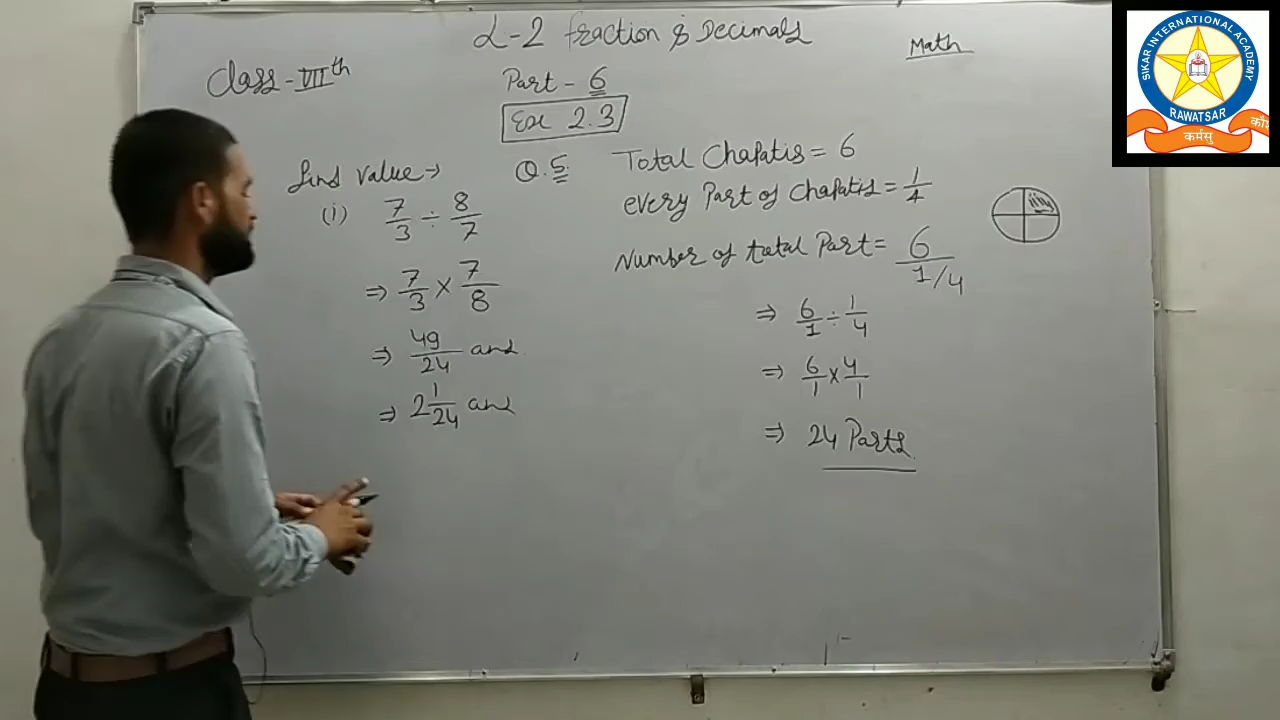 L-2 Fraction & Decimals
Math
Class - VIIth
Part - 6
Ex 2.3
find value →
(i) 7/3 ÷ 8/7
⇒ 7/3 × 7/8
⇒ 49/24 ans
⇒ 2 1/24 ans
Q.5.
Total Chapatis = 6
every Part of Chapatis = 1/4
Number of total Part = 6/1/4
⇒ 6/1 ÷ 1/4
⇒ 6/1 × 4/1
⇒ 24 Parts
SIKAR INTERNATIONAL ACADEMY
RAWATSAR
कर्मसु